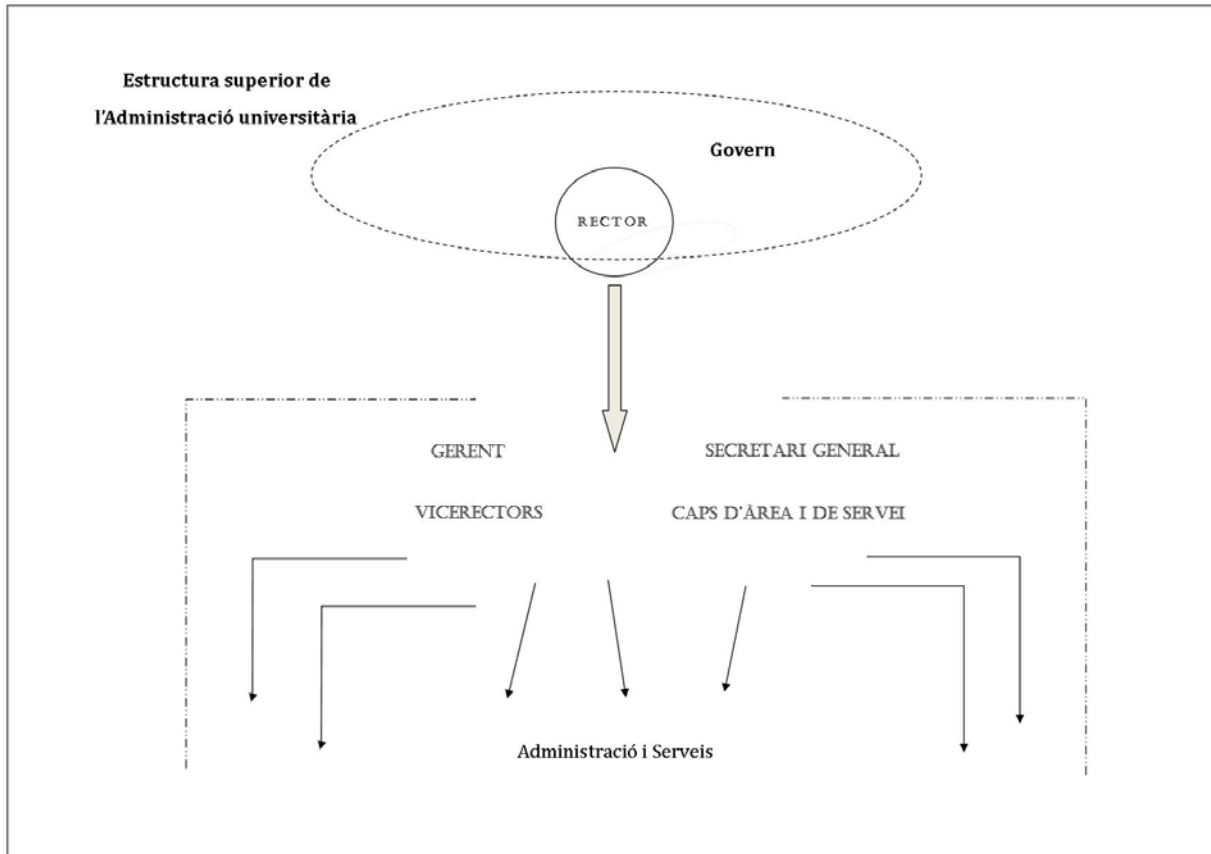 Estructura superior de
l'Administració universitària
Govern
RECTOR
GERENT
SECRETARI GENERAL
VICERECTORS
CAPS D'ÀREA I DE SERVEI
Administració i Serveis